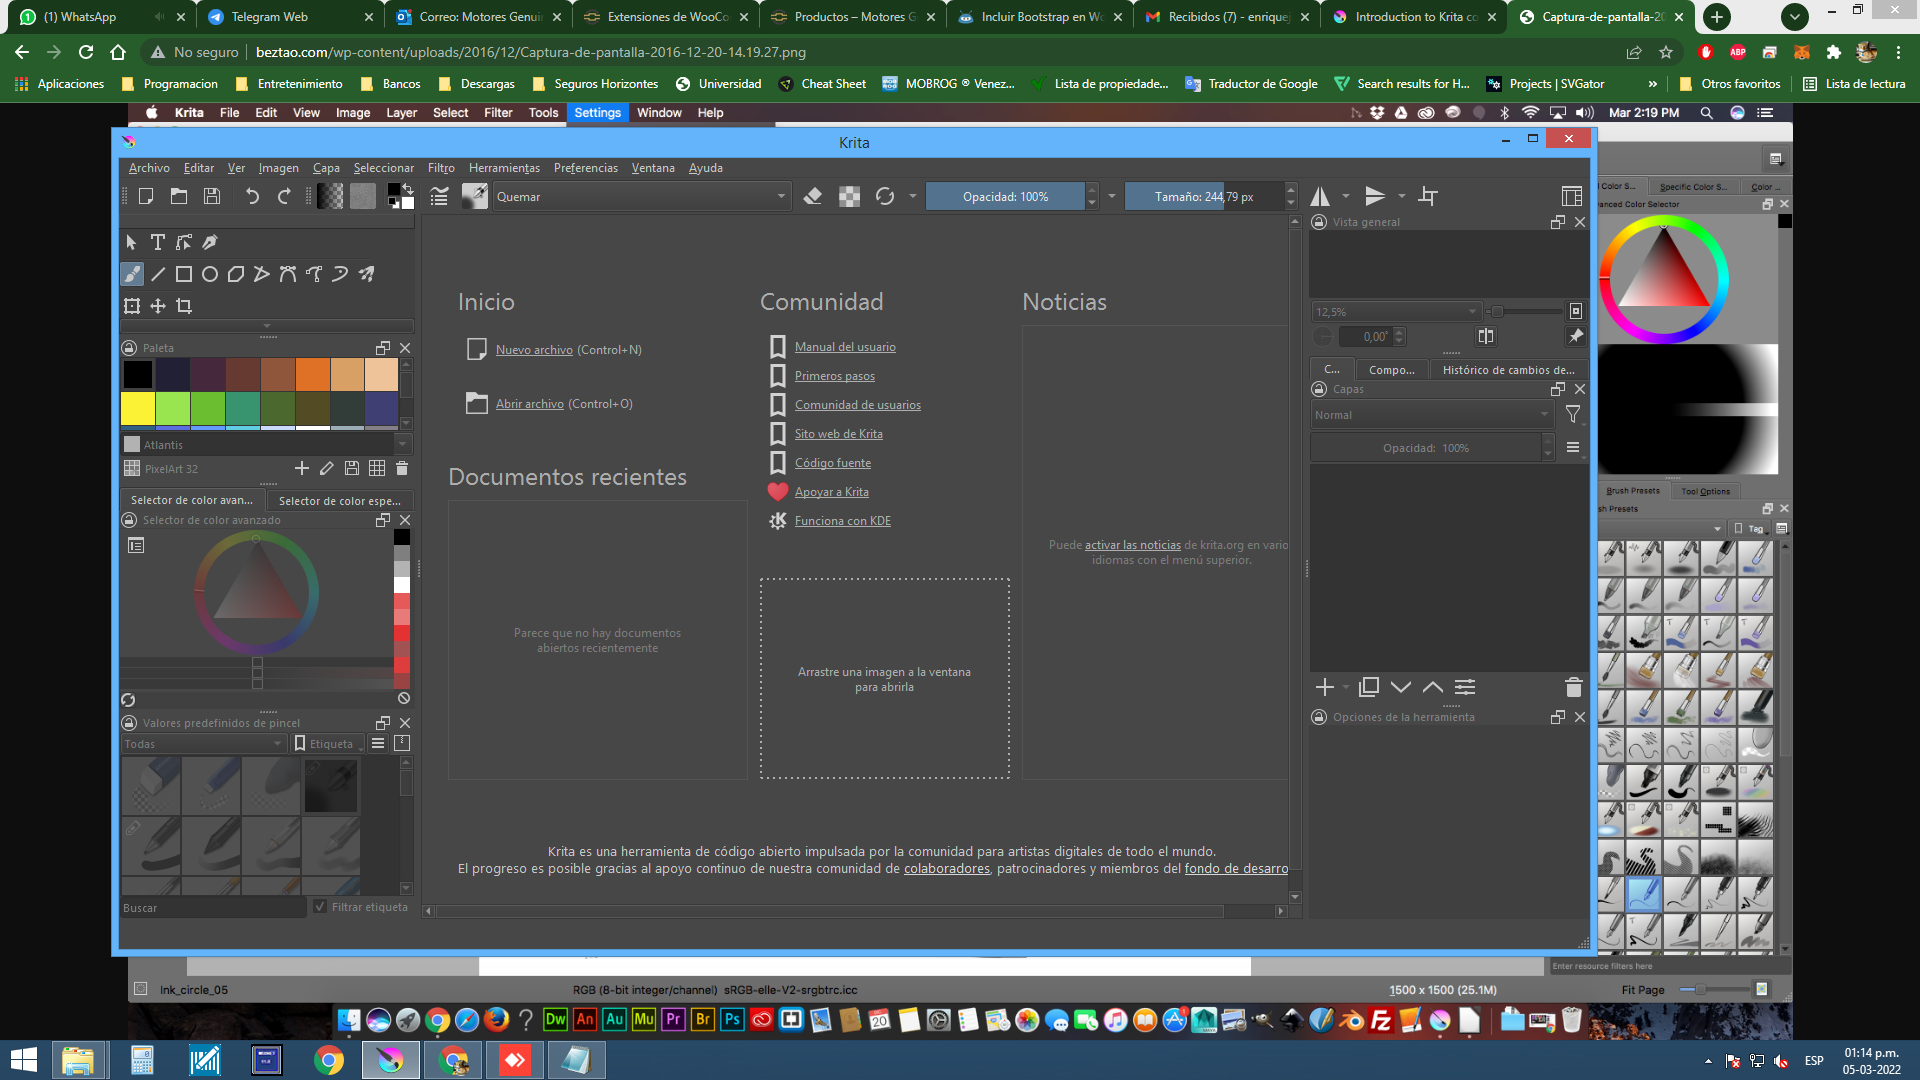 (1) WhatsApp
Telegram Web
Correo: Motores Genuin
Extensiones de WooCo
Productos – Motores G
Incluir Bootstrap en Wo
Recibidos (7) - enriquej
Introduction to Krita co
Captura-de-pantalla-20
No seguro
beztao.com/wp-content/uploads/2016/12/Captura-de-pantalla-2016-12-20-14.19.27.png
Aplicaciones
Programacion
Entretenimiento
Bancos
Descargas
Seguros Horizontes
Universidad
Cheat Sheet
MOBROG ® Venez...
Lista de propiedade...
Traductor de Google
Search results for H...
Projects | SVGator
»
Otros favoritos
Lista de lectura
Krita File Edit View Image Layer Select Filter Tools Settings Window Help
Mar 2:19 PM
Krita
Archivo Editar Ver Imagen Capa Seleccionar Filtro Herramientas Preferencias Ventana Ayuda
Quemar
Opacidad: 100%
Tamaño: 244,79 px
Paleta
Atlantis
PixelArt 32
Selector de color avan...
Selector de color espe...
Selector de color avanzado
Valores predefinidos de pincel
Todas
Etiqueta
Buscar
Filtrar etiqueta
Inicio
Nuevo archivo (Control+N)
Abrir archivo (Control+O)
Documentos recientes
Parece que no hay documentos
abiertos recientemente
Comunidad
Manual del usuario
Primeros pasos
Comunidad de usuarios
Sito web de Krita
Código fuente
Apoyar a Krita
Funciona con KDE
Arrastre una imagen a la ventana
para abrirla
Noticias
Puede activar las noticias de krita.org en vario
idiomas con el menú superior.
Krita es una herramienta de código abierto impulsada por la comunidad para artistas digitales de todo el mundo.
El progreso es posible gracias al apoyo continuo de nuestra comunidad de colaboradores, patrocinadores y miembros del fondo de desarro
Vista general
12,5%
0,00°
C...
Compo...
Histórico de cambios de...
Capas
Normal
Opacidad: 100%
Opciones de la herramienta
l Color S...
Specific Color S...
Color ...
vanced Color Selector
Brush Presets
Tool Options
sh Presets
Tag
Enter resource filters here
Ink_circle_05
RGB (8-bit integer/channel) sRGB-elle-V2-srgbtrc.icc
1500 x 1500 (25.1M)
Fit Page
Dw An Au Mu Pr Br Ps
20
Fz
ESP
01:14 p.m.
05-03-2022